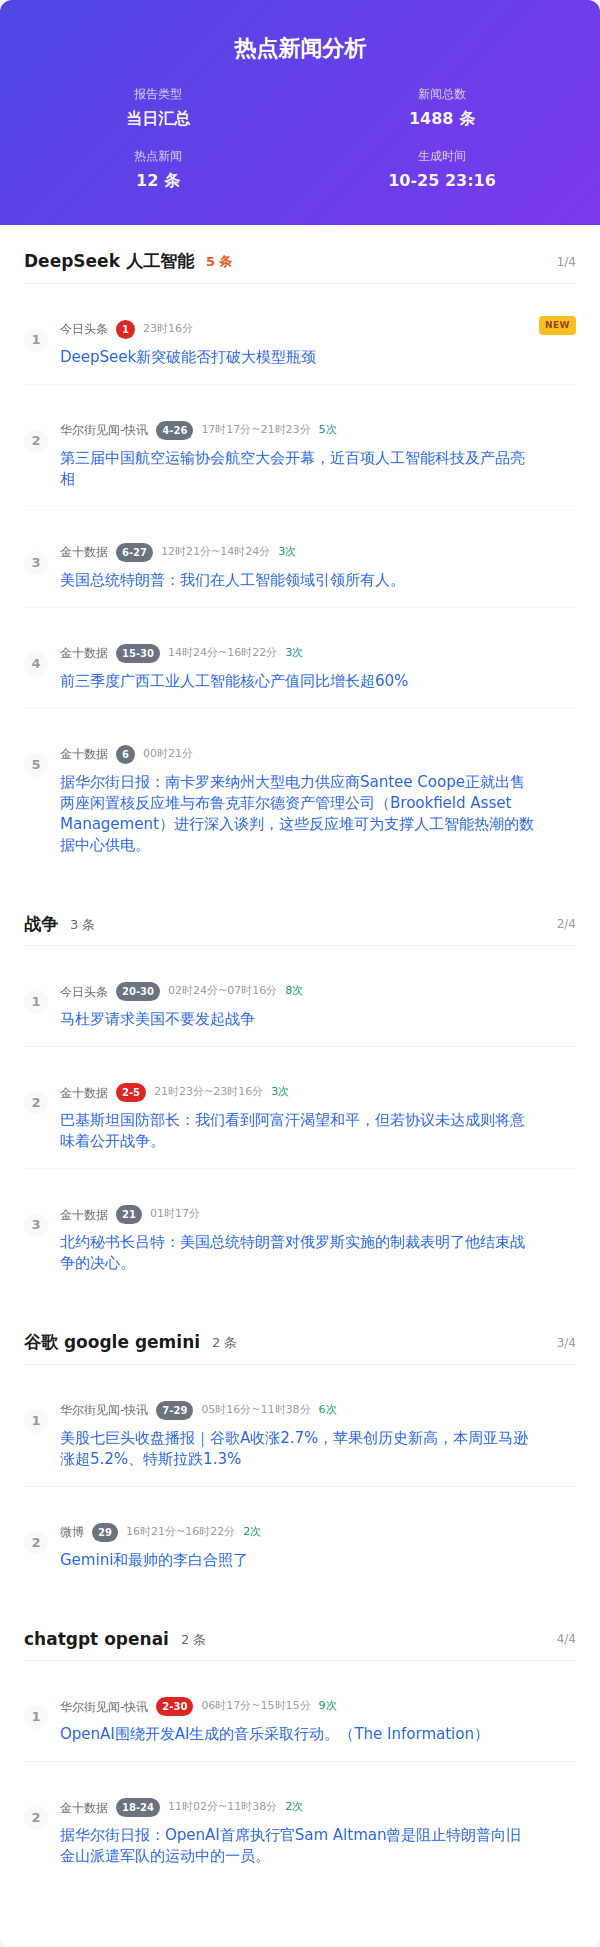 热点新闻分析
报告类型
当日汇总
新闻总数
1488 条
热点新闻
12 条
生成时间
10-25 23:16
DeepSeek 人工智能 5 条 1/4
1 今日头条 1 23时16分 NEW
DeepSeek新突破能否打破大模型瓶颈
2 华尔街见闻-快讯 4-26 17时17分~21时23分 5次
第三届中国航空运输协会航空大会开幕，近百项人工智能科技及产品亮
相
3 金十数据 6-27 12时21分~14时24分 3次
美国总统特朗普：我们在人工智能领域引领所有人。
4 金十数据 15-30 14时24分~16时22分 3次
前三季度广西工业人工智能核心产值同比增长超60%
5 金十数据 6 00时21分
据华尔街日报：南卡罗来纳州大型电力供应商Santee Coope正就出售
两座闲置核反应堆与布鲁克菲尔德资产管理公司（Brookfield Asset
Management）进行深入谈判，这些反应堆可为支撑人工智能热潮的数
据中心供电。
战争 3 条 2/4
1 今日头条 20-30 02时24分~07时16分 8次
马杜罗请求美国不要发起战争
2 金十数据 2-5 21时23分~23时16分 3次
巴基斯坦国防部长：我们看到阿富汗渴望和平，但若协议未达成则将意
味着公开战争。
3 金十数据 21 01时17分
北约秘书长吕特：美国总统特朗普对俄罗斯实施的制裁表明了他结束战
争的决心。
谷歌 google gemini 2 条 3/4
1 华尔街见闻-快讯 7-29 05时16分~11时38分 6次
美股七巨头收盘播报｜谷歌A收涨2.7%，苹果创历史新高，本周亚马逊
涨超5.2%、特斯拉跌1.3%
2 微博 29 16时21分~16时22分 2次
Gemini和最帅的李白合照了
chatgpt openai 2 条 4/4
1 华尔街见闻-快讯 2-30 06时17分~15时15分 9次
OpenAI围绕开发AI生成的音乐采取行动。（The Information）
2 金十数据 18-24 11时02分~11时38分 2次
据华尔街日报：OpenAI首席执行官Sam Altman曾是阻止特朗普向旧
金山派遣军队的运动中的一员。